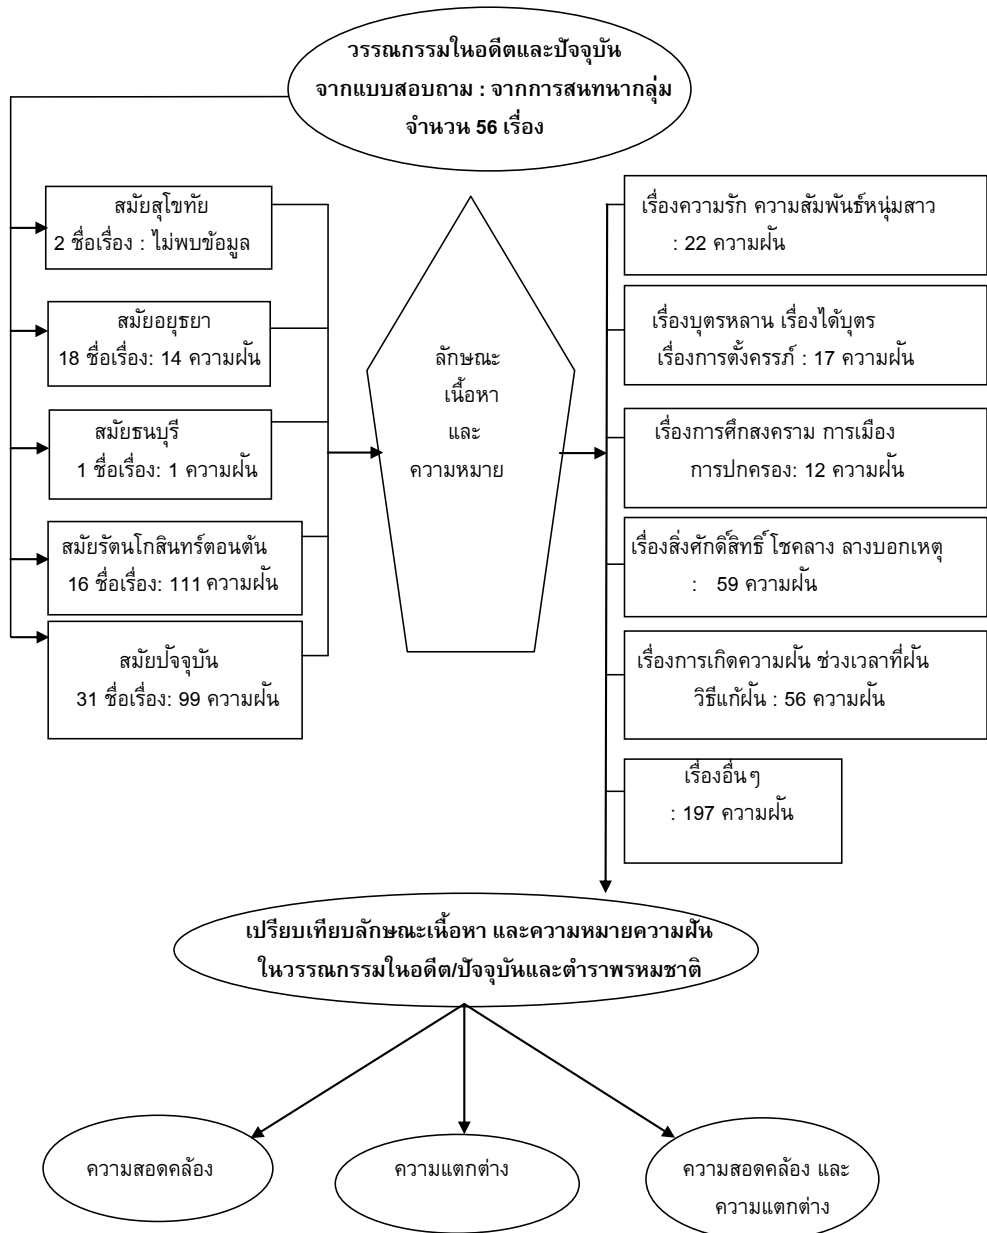 วรรณกรรมในอดีตและปัจจุบัน
จากแบบสอบถาม : จากการสนทนากลุ่ม
จำนวน 56 เรื่อง
สมัยสุโขทัย
2 ชื่อเรื่อง : ไม่พบข้อมูล
สมัยอยุธยา
18 ชื่อเรื่อง: 14 ความฝัน
สมัยธนบุรี
1 ชื่อเรื่อง: 1 ความฝัน
สมัยรัตนโกสินทร์ตอนต้น
16 ชื่อเรื่อง: 111 ความฝัน
สมัยปัจจุบัน
31 ชื่อเรื่อง: 99 ความฝัน
ลักษณะ
เนื้อหา
และ
ความหมาย
เรื่องความรัก ความสัมพันธ์หนุ่มสาว
: 22 ความฝัน
เรื่องบุตรหลาน เรื่องได้บุตร
เรื่องการตั้งครรภ์ : 17 ความฝัน
เรื่องการศึกสงคราม การเมือง
การปกครอง: 12 ความฝัน
เรื่องสิ่งศักดิ์สิทธิ์ โชคลาง ลางบอกเหตุ
: 59 ความฝัน
เรื่องการเกิดความฝัน ช่วงเวลาที่ฝัน
วิธีแก้ฝัน : 56 ความฝัน
เรื่องอื่นๆ
: 197 ความฝัน
เปรียบเทียบลักษณะเนื้อหา และความหมายความฝัน
ในวรรณกรรมในอดีต/ปัจจุบันและตำราพรหมชาติ
ความสอดคล้อง
ความแตกต่าง
ความสอดคล้อง และ
ความแตกต่าง